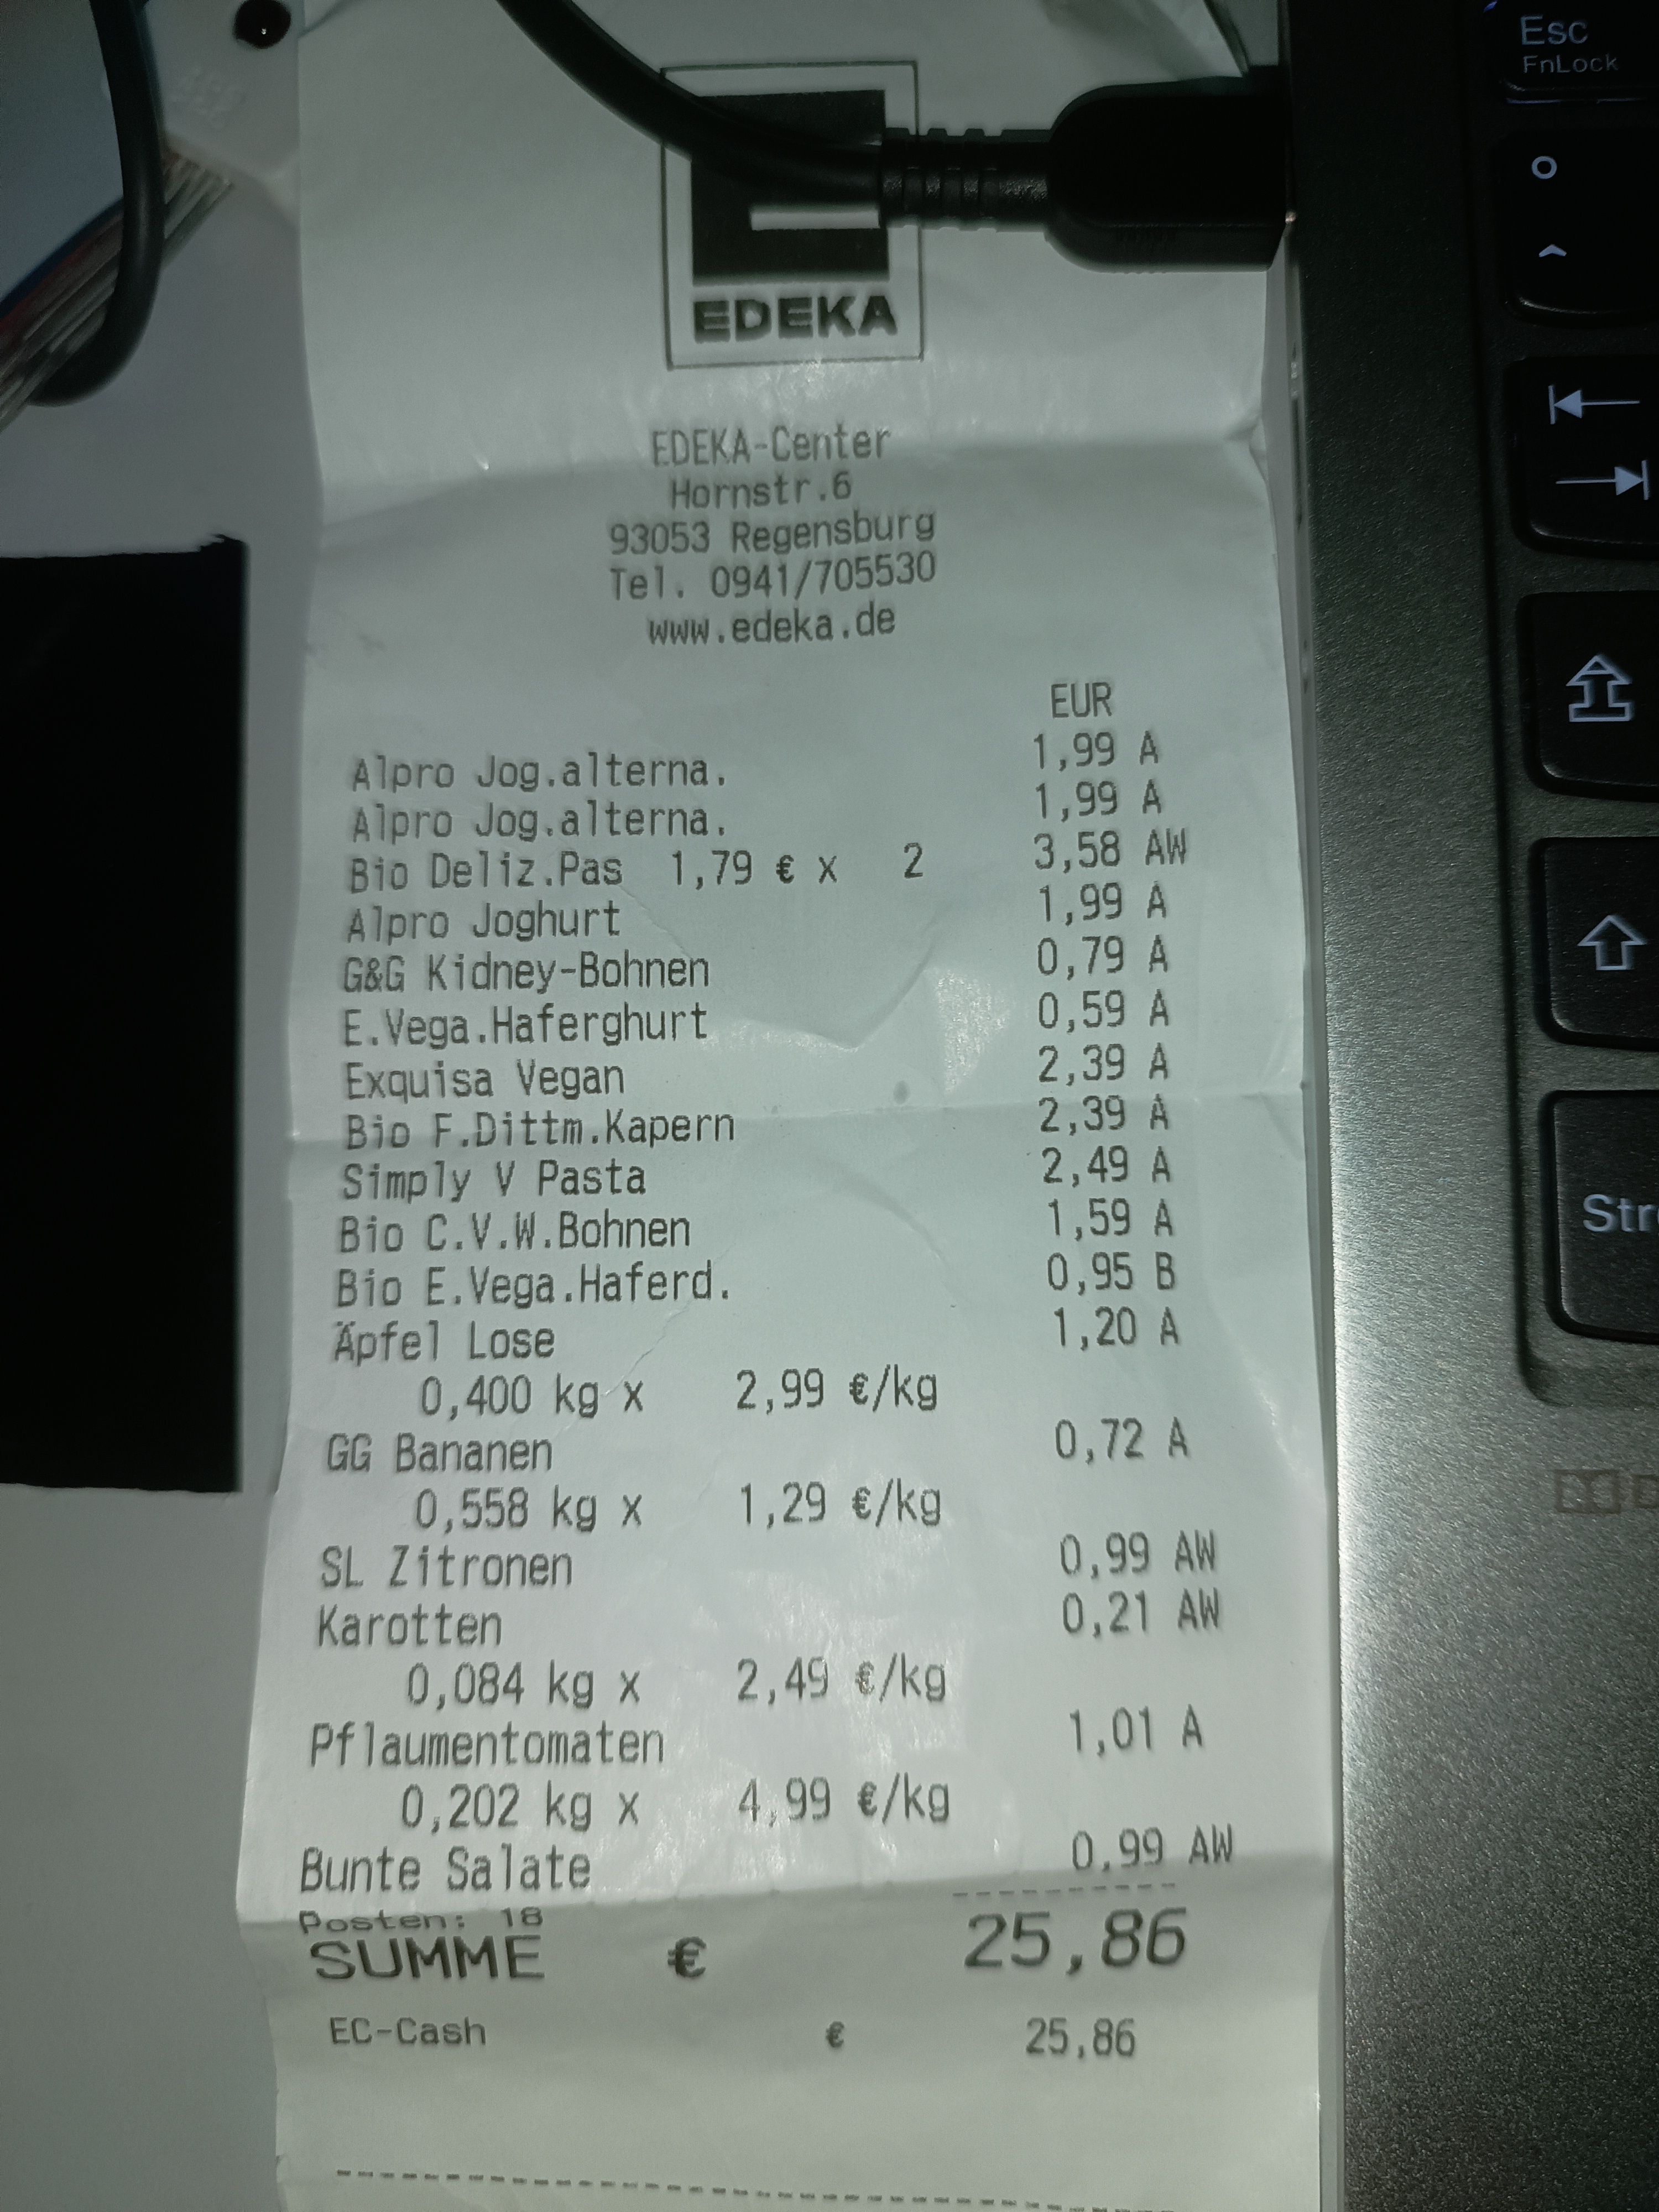 EDEKA
EDEKA-Center
Hornstr.6
93053 Regensburg
Tel. 0941/705530
www.edeka.de
EUR
Alpro Jog.alterna. 1,99 A
Alpro Jog.alterna. 1,99 A
Bio Deliz.Pas 1,79 € x 2 3,58 AW
Alpro Joghurt 1,99 A
G&G Kidney-Bohnen 0,79 A
E.Vega.Haferghurt 0,59 A
Exquisa Vegan 2,39 A
Bio F.Dittm.Kapern 2,39 A
Simply V Pasta 2,49 A
Bio C.V.W.Bohnen 1,59 A
Bio E.Vega.Haferd. 0,95 B
Äpfel Lose 1,20 A
0,400 kg x 2,99 €/kg
GG Bananen 0,72 A
0,558 kg x 1,29 €/kg
SL Zitronen 0,99 AW
Karotten 0,21 AW
0,084 kg x 2,49 €/kg
Pflaumentomaten 1,01 A
0,202 kg x 4,99 €/kg
Bunte Salate 0,99 AW
Posten: 18
SUMME € 25,86
EC-Cash € 25,86
Esc
FnLock
°
^